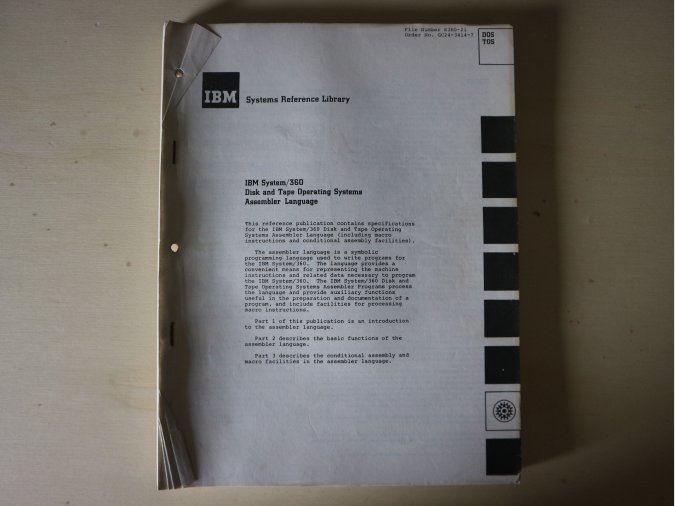 File Number S360-21
Order No. GC24-3414-7
DOS
TOS
IBM
Systems Reference Library
IBM System/360
Disk and Tape Operating Systems
Assembler Language
This reference publication contains specifications
for the IBM System/360 Disk and Tape Operating
Systems Assembler Language (including macro
instructions and conditional assembly facilities).
The assembler language is a symbolic
programming language used to write programs for
the IBM System/360. The language provides a
convenient means for representing the machine
instructions and related data necessary to program
the IBM System/360. The IBM System/360 Disk and
Tape Operating Systems Assembler Programs process
the language and provide auxiliary functions
useful in the preparation and documentation of a
program, and include facilities for processing
macro instructions.
Part 1 of this publication is an introduction
to the assembler language.
Part 2 describes the basic functions of the
assembler language.
Part 3 describes the conditional assembly and
macro facilities in the assembler language.